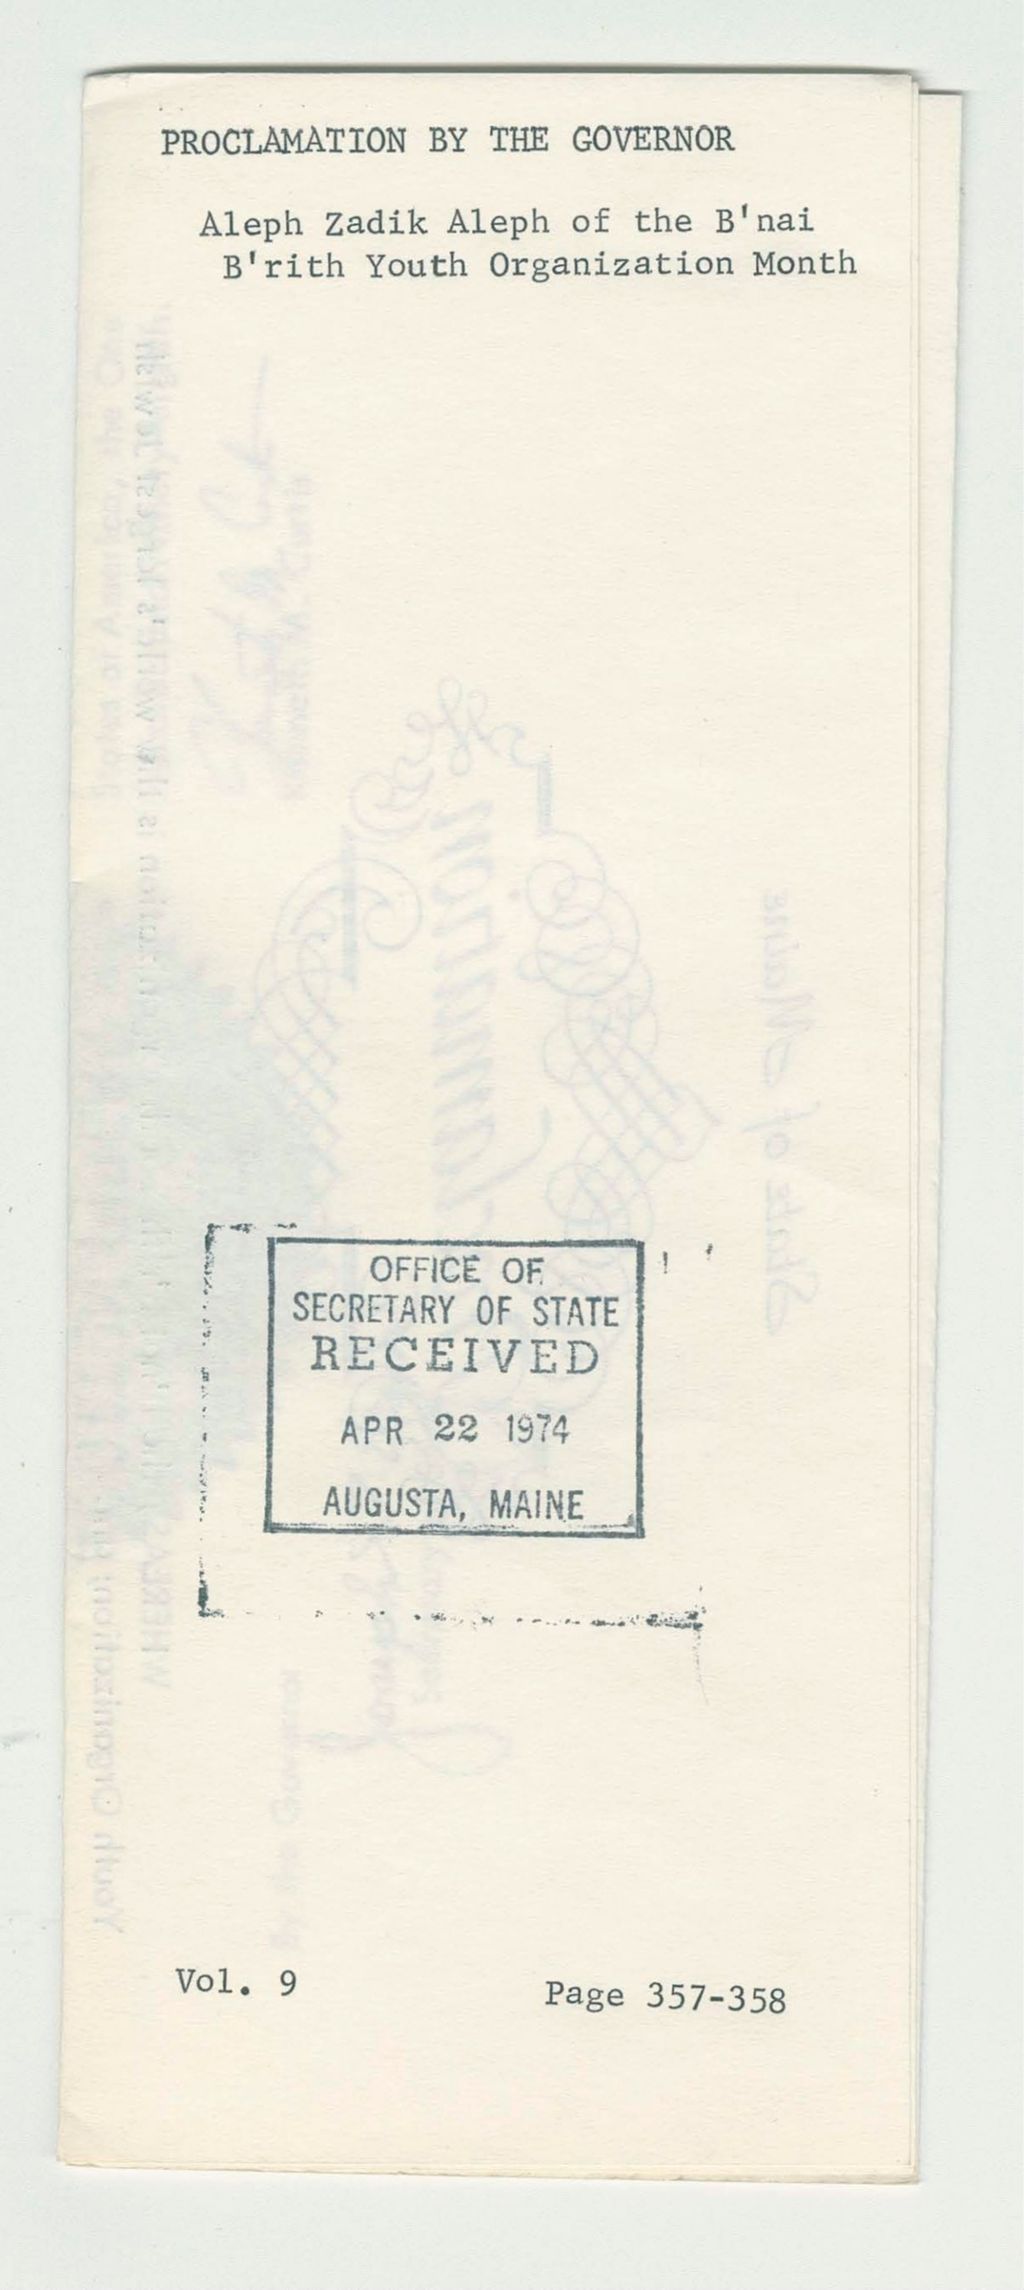 PROCLAMATION BY THE GOVERNOR
Aleph Zadik Aleph of the B'nai
B'rith Youth Organization Month
OFFICE OF
SECRETARY OF STATE
RECEIVED
APR 22 1974
AUGUSTA, MAINE
Vol. 9
Page 357-358